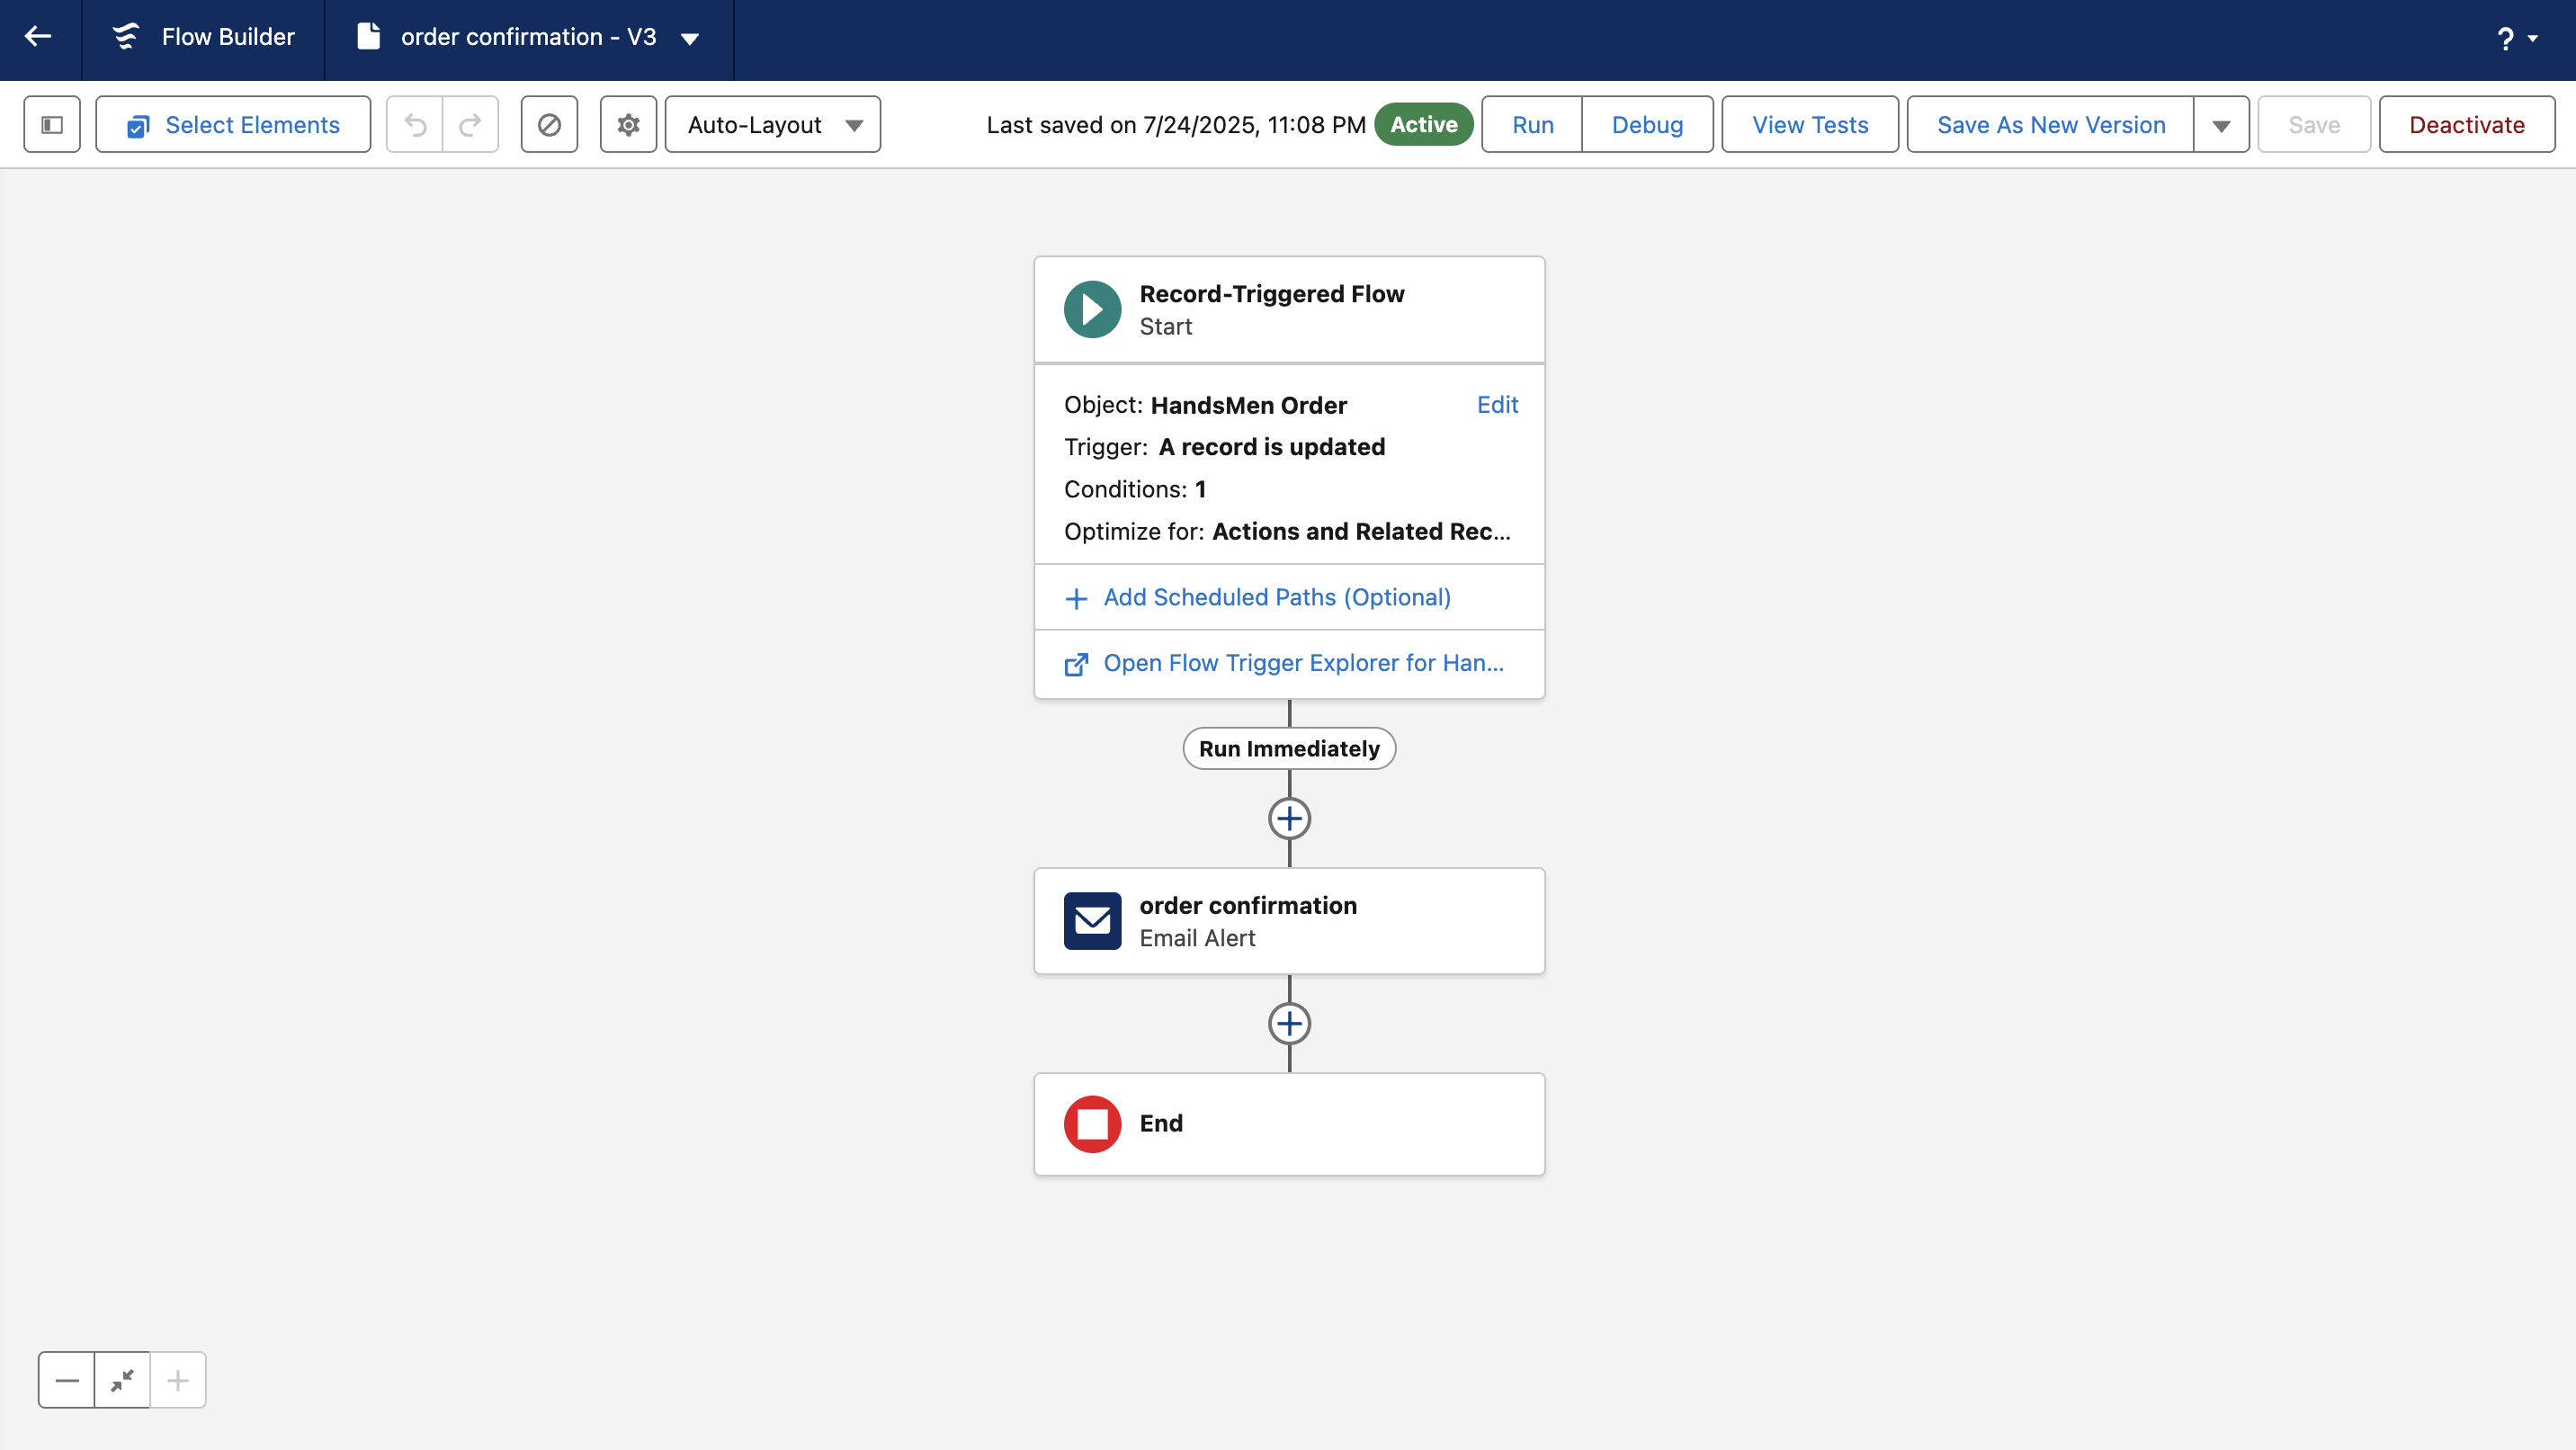 Flow Builder
order confirmation - V3
?
Select Elements
Auto-Layout
Last saved on 7/24/2025, 11:08 PM
Active
Run
Debug
View Tests
Save As New Version
Save
Deactivate
Record-Triggered Flow
Start
Object: HandsMen Order
Edit
Trigger: A record is updated
Conditions: 1
Optimize for: Actions and Related Rec...
Add Scheduled Paths (Optional)
Open Flow Trigger Explorer for Han...
Run Immediately
order confirmation
Email Alert
End